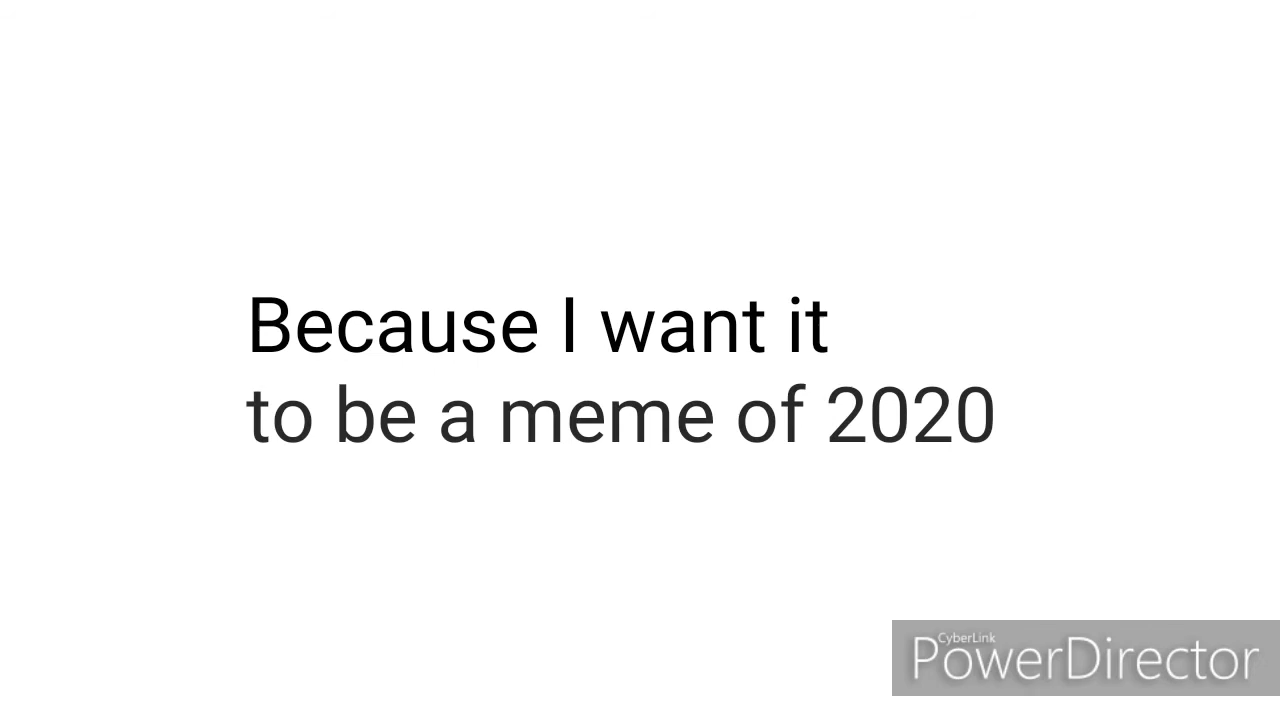 Because I want it
to be a meme of 2020
CyberLink
PowerDirector